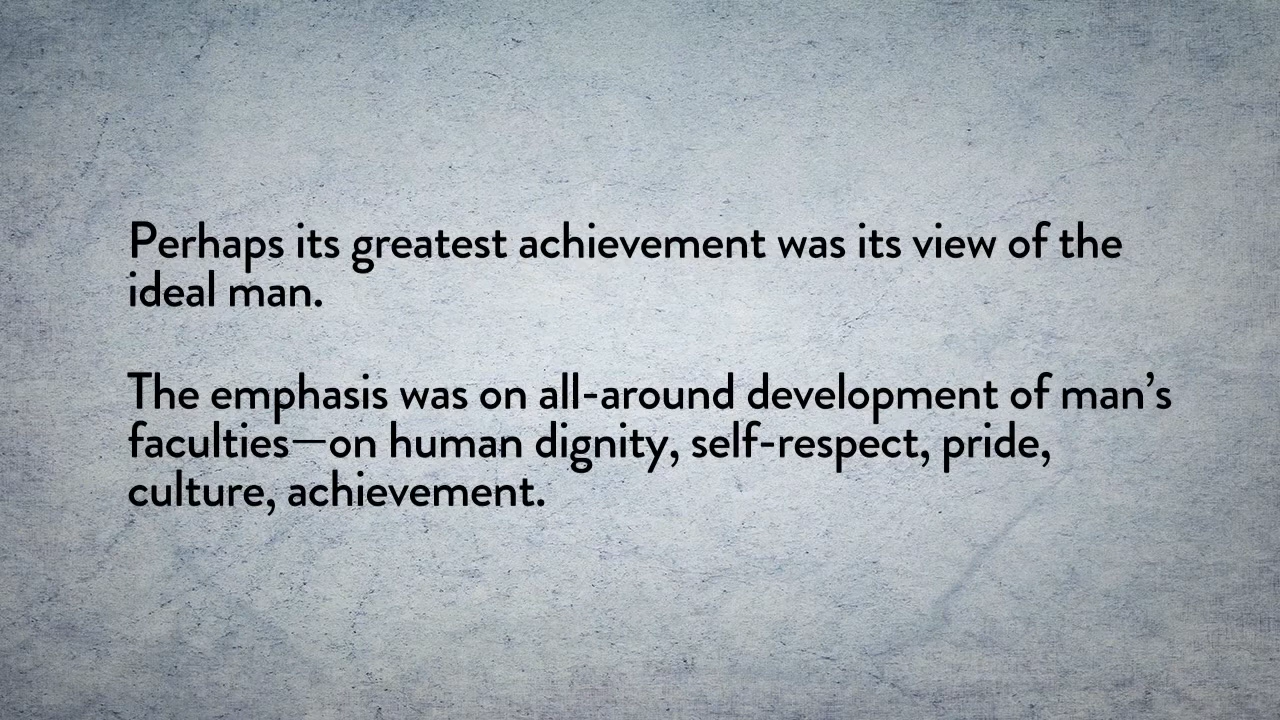 Perhaps its greatest achievement was its view of the
ideal man.
The emphasis was on all-around development of man’s
faculties—on human dignity, self-respect, pride,
culture, achievement.